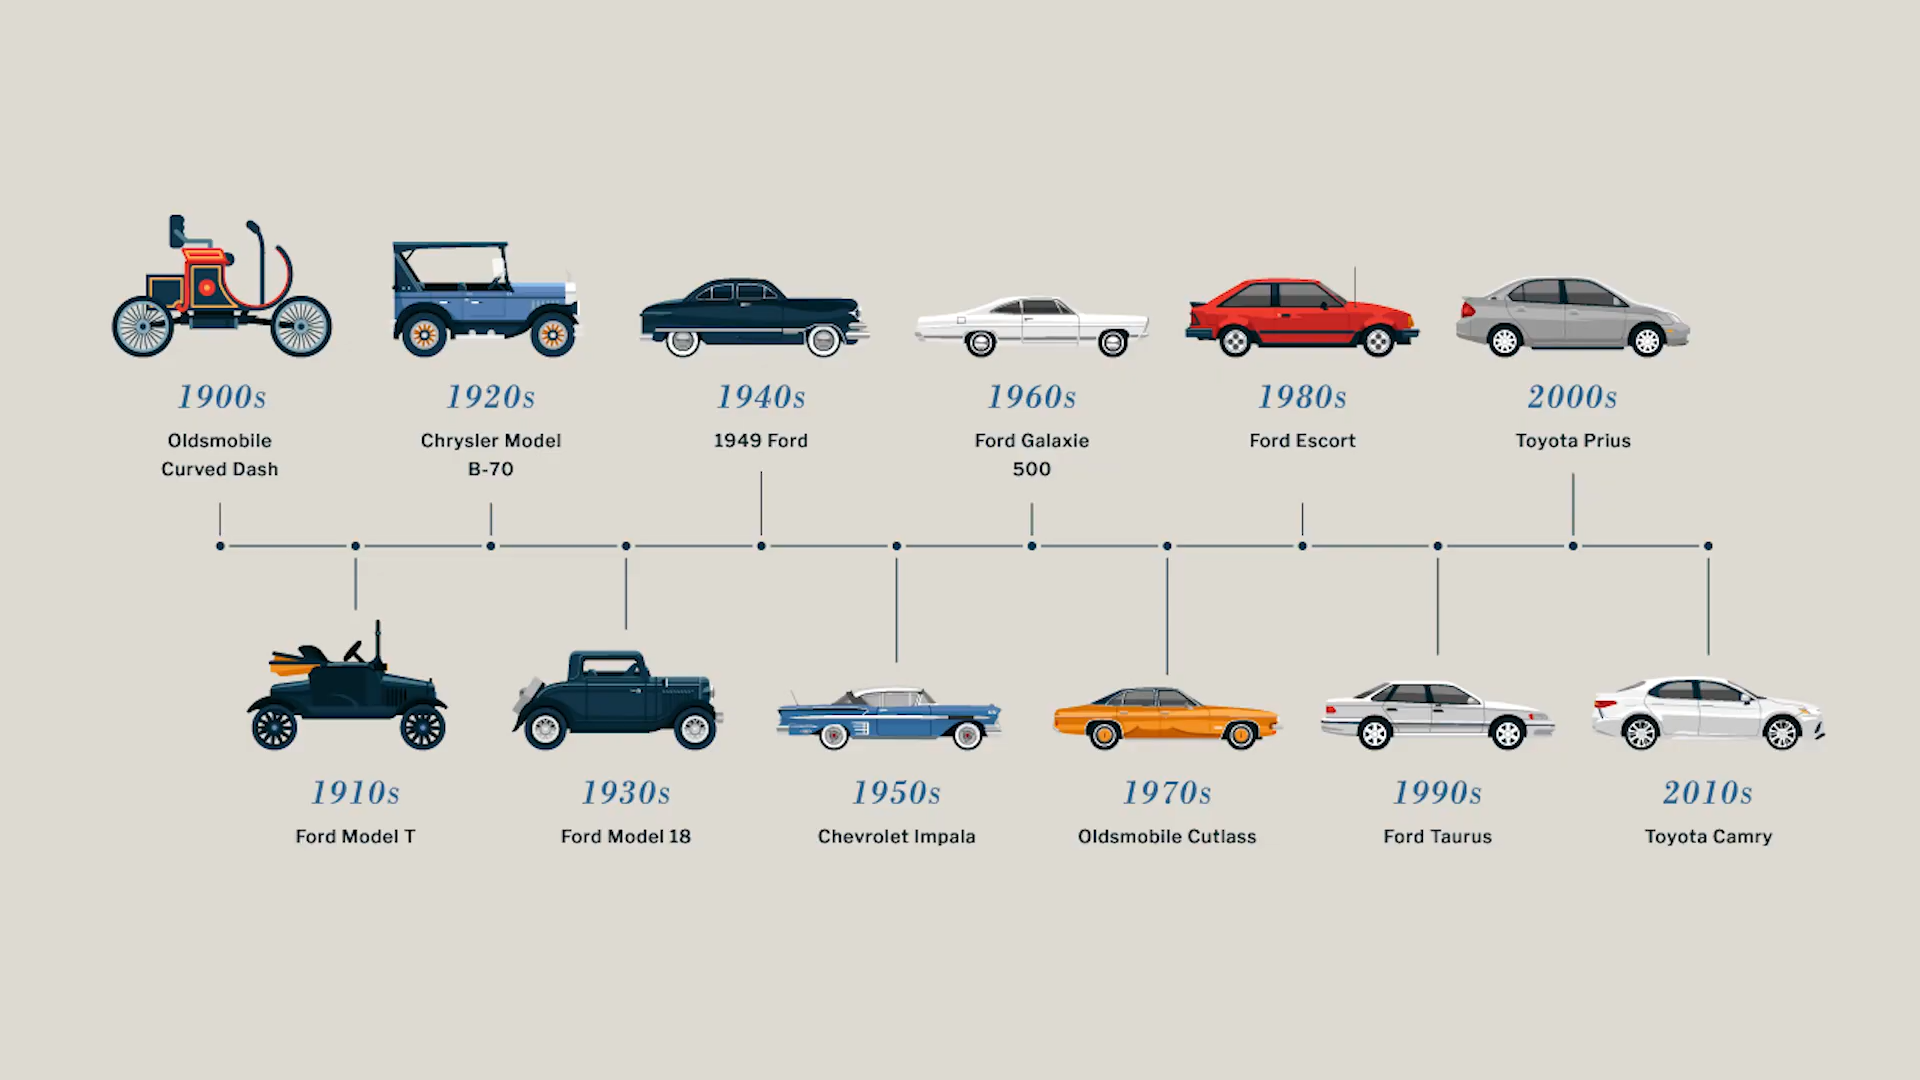 1900s
Oldsmobile
Curved Dash
1920s
Chrysler Model
B-70
1940s
1949 Ford
1960s
Ford Galaxie
500
1980s
Ford Escort
2000s
Toyota Prius
1910s
Ford Model T
1930s
Ford Model 18
1950s
Chevrolet Impala
1970s
Oldsmobile Cutlass
1990s
Ford Taurus
2010s
Toyota Camry